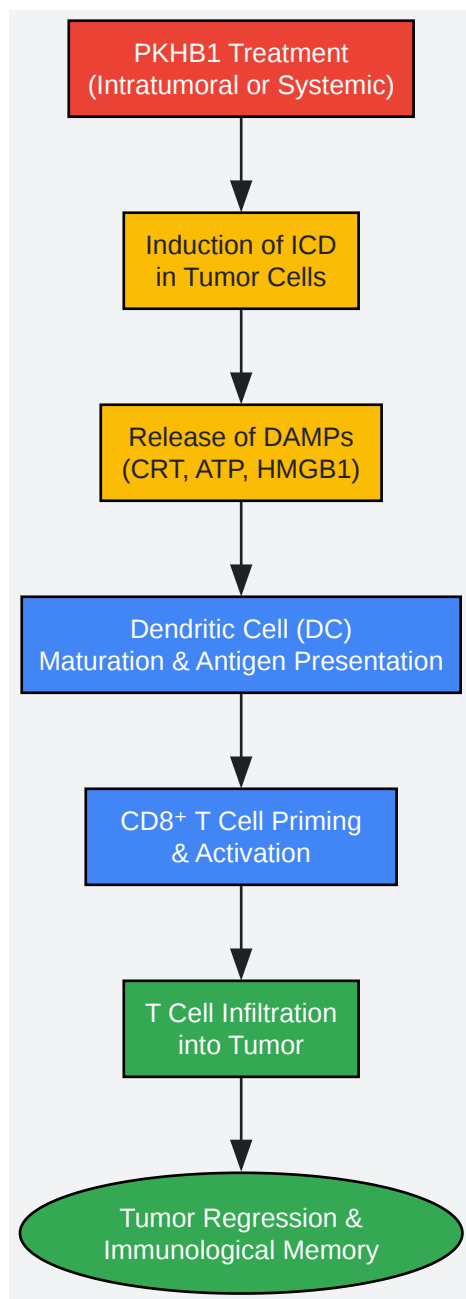 PKHB1 Treatment
(Intratumoral or Systemic)
Induction of ICD
in Tumor Cells
Release of DAMPs
(CRT, ATP, HMGB1)
Dendritic Cell (DC)
Maturation & Antigen Presentation
CD8⁺ T Cell Priming
& Activation
T Cell Infiltration
into Tumor
Tumor Regression &
Immunological Memory